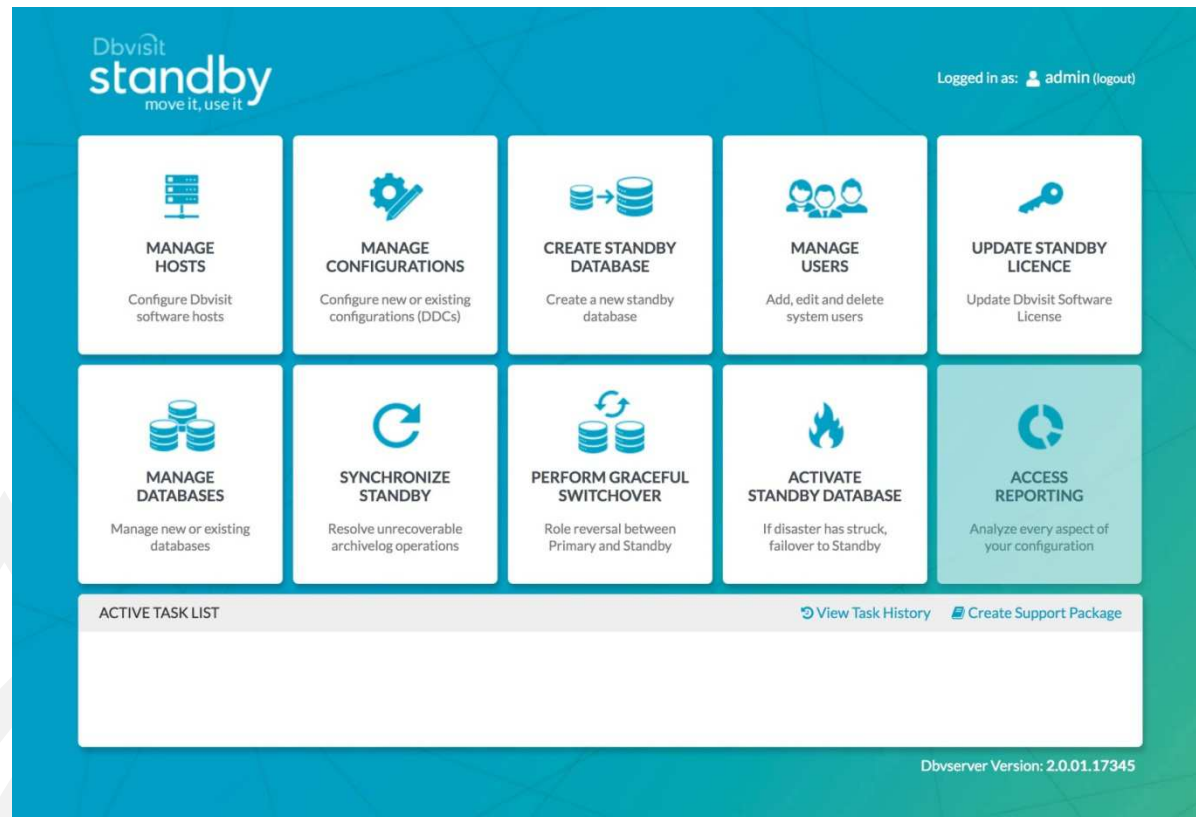 Dbvisit
standby
move it, use it
Logged in as: admin (logout)
MANAGE
HOSTS
Configure Dbvisit
software hosts
MANAGE
CONFIGURATIONS
Configure new or existing
configurations (DDCs)
CREATE STANDBY
DATABASE
Create a new standby
database
MANAGE
USERS
Add, edit and delete
system users
UPDATE STANDBY
LICENCE
Update Dbvisit Software
License
MANAGE
DATABASES
Manage new or existing
databases
SYNCHRONIZE
STANDBY
Resolve unrecoverable
archivelog operations
PERFORM GRACEFUL
SWITCHOVER
Role reversal between
Primary and Standby
ACTIVATE
STANDBY DATABASE
If disaster has struck,
failover to Standby
ACCESS
REPORTING
Analyze every aspect of
your configuration
ACTIVE TASK LIST
View Task History
Create Support Package
Dbvserver Version: 2.0.01.17345